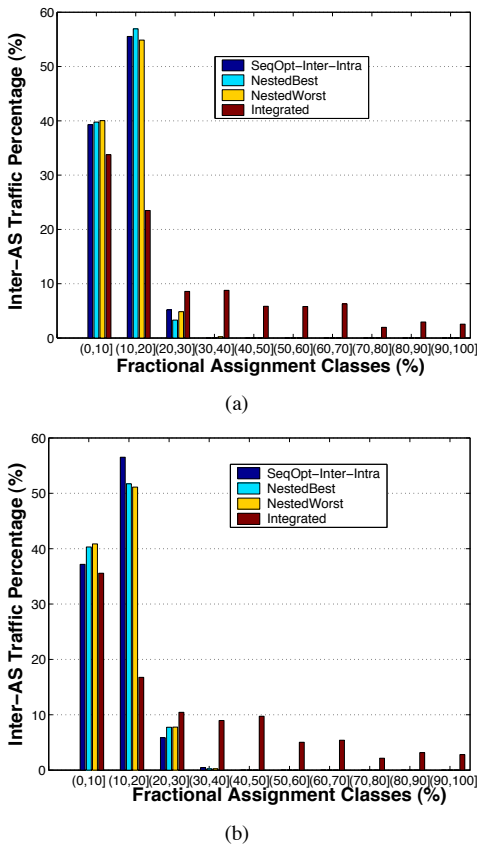 60
50
40
30
20
10
0
Inter-AS Traffic Percentage (%)
SeqOpt-Inter-Intra
NestedBest
NestedWorst
Integrated
(0,10] (10,20] (20,30] (30,40] (40,50] (50,60] (60,70] (70,80] (80,90] (90,100]
Fractional Assignment Classes (%)
(a)
60
50
40
30
20
10
0
Inter-AS Traffic Percentage (%)
SeqOpt-Inter-Intra
NestedBest
NestedWorst
Integrated
(0,10] (10,20] (20,30] (30,40] (40,50] (50,60] (60,70] (70,80] (80,90] (90,100]
Fractional Assignment Classes (%)
(b)